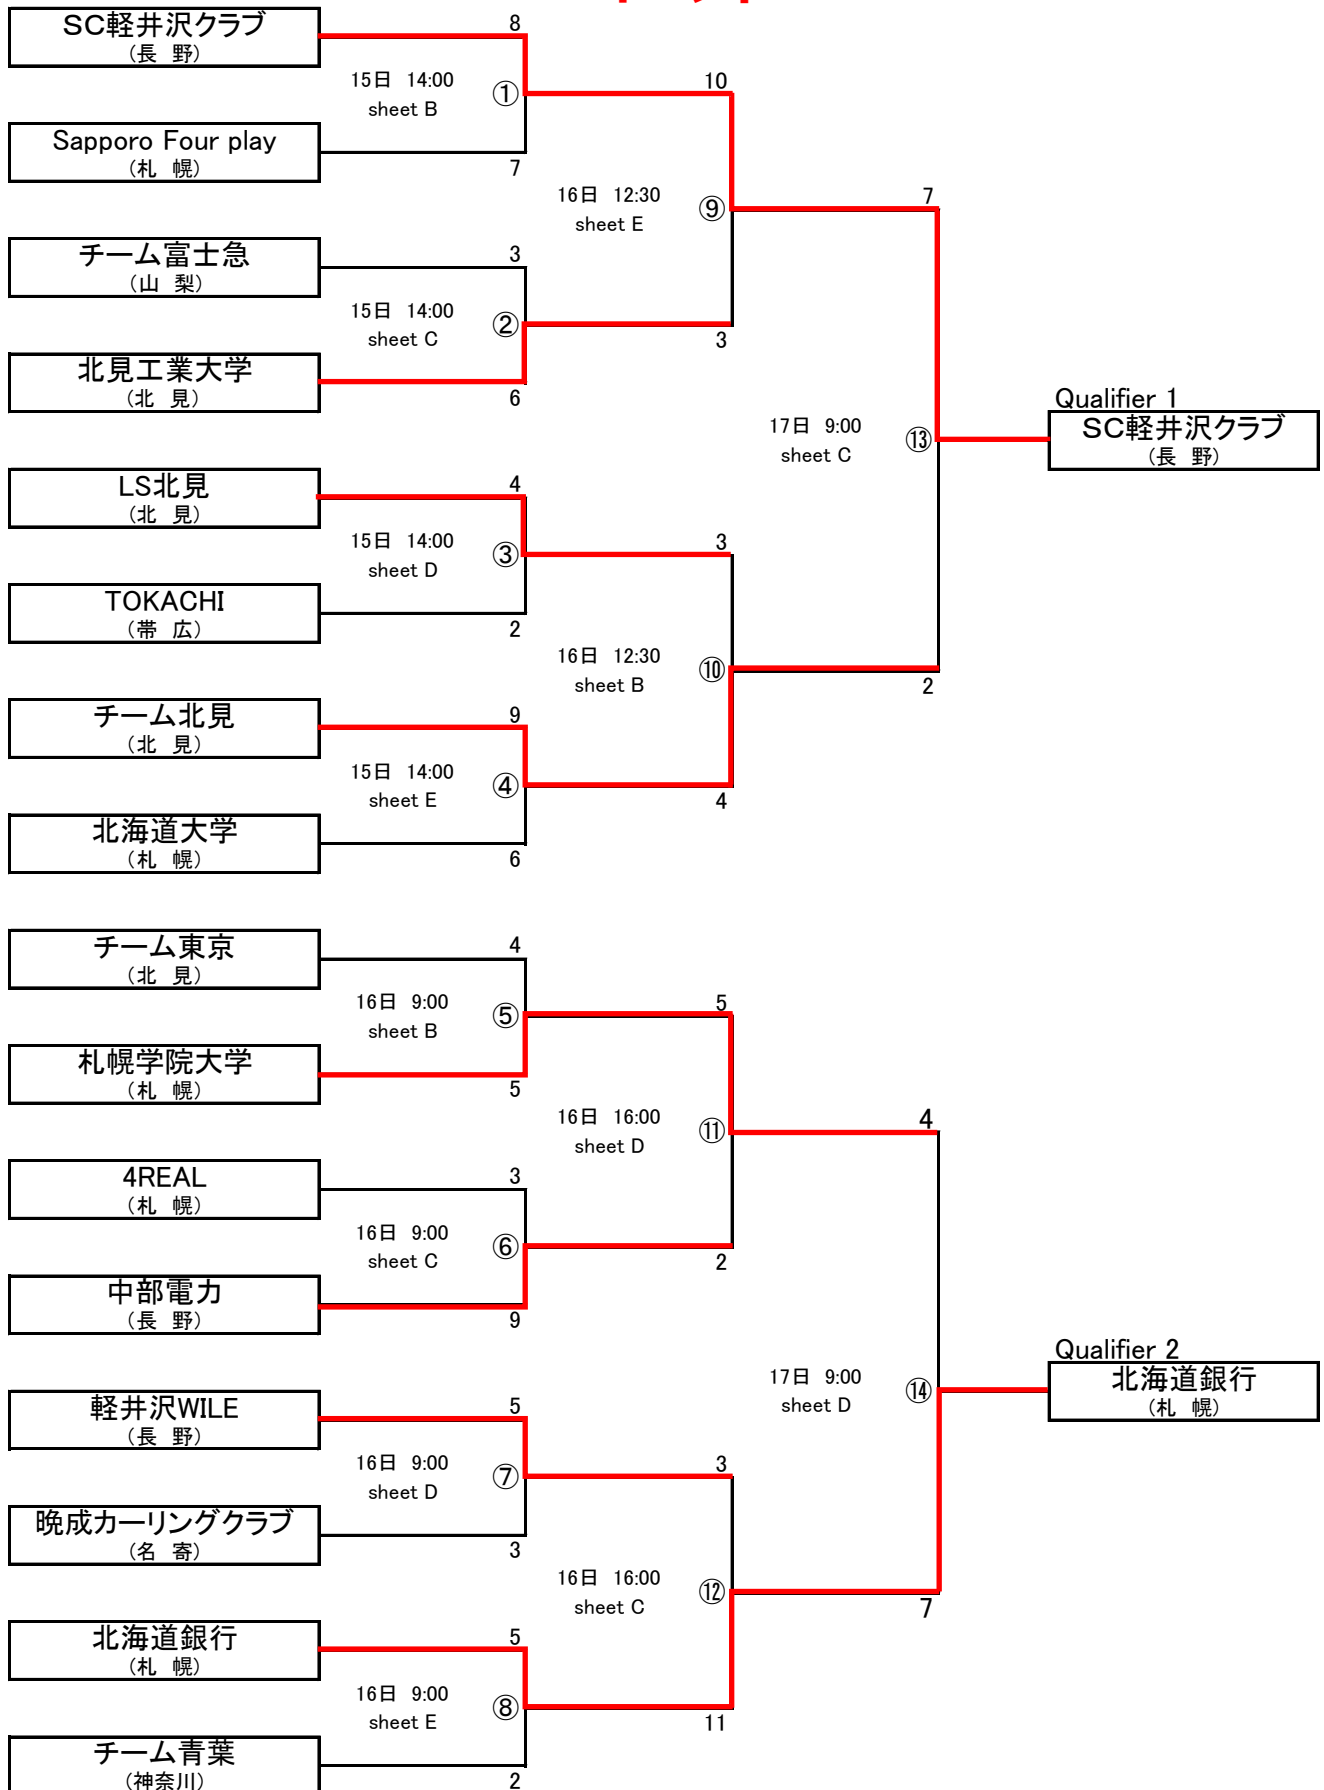 SC軽井沢クラブ
(長 野)
8
15日 14:00
sheet B
①
10
Sapporo Four play
(札 幌)
7
16日 12:30
sheet E
⑨
7
チーム富士急
(山 梨)
3
15日 14:00
sheet C
②
3
北見工業大学
(北 見)
6
17日 9:00
sheet C
⑬
Qualifier 1
SC軽井沢クラブ
(長 野)
LS北見
(北 見)
4
15日 14:00
sheet D
③
3
TOKACHI
(帯 広)
2
16日 12:30
sheet B
⑩
2
チーム北見
(北 見)
9
15日 14:00
sheet E
④
4
北海道大学
(札 幌)
6
チーム東京
(北 見)
4
16日 9:00
sheet B
⑤
5
札幌学院大学
(札 幌)
5
16日 16:00
sheet D
⑪
4
4REAL
(札 幌)
3
16日 9:00
sheet C
⑥
2
中部電力
(長 野)
9
17日 9:00
sheet D
⑭
Qualifier 2
北海道銀行
(札 幌)
軽井沢WILE
(長 野)
5
16日 9:00
sheet D
⑦
3
晩成カーリングクラブ
(名 寄)
3
16日 16:00
sheet C
⑫
7
北海道銀行
(札 幌)
5
16日 9:00
sheet E
⑧
11
チーム青葉
(神奈川)
2